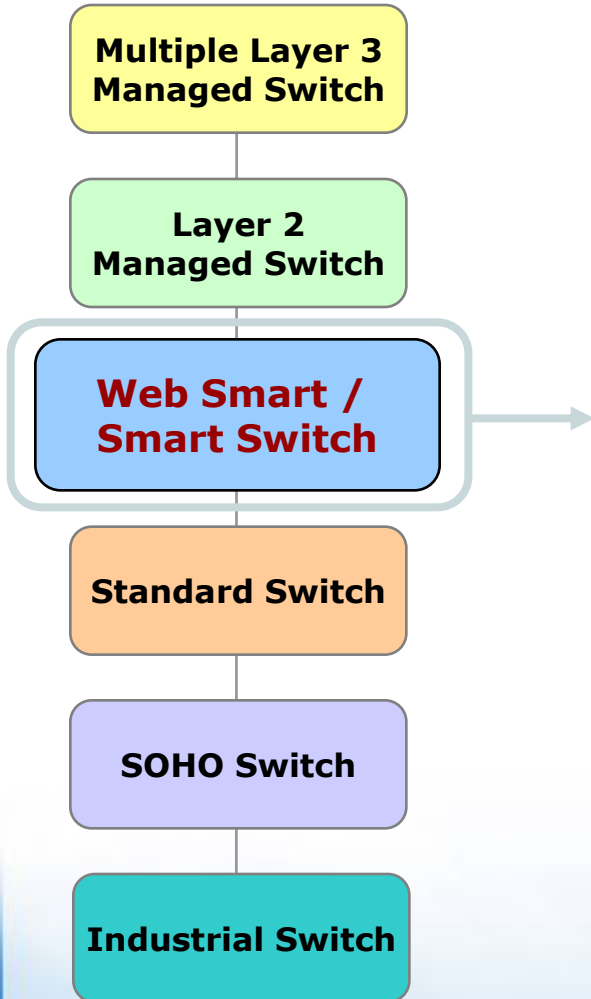 Multiple Layer 3
Managed Switch
Layer 2
Managed Switch
Web Smart /
Smart Switch
Standard Switch
SOHO Switch
Industrial Switch